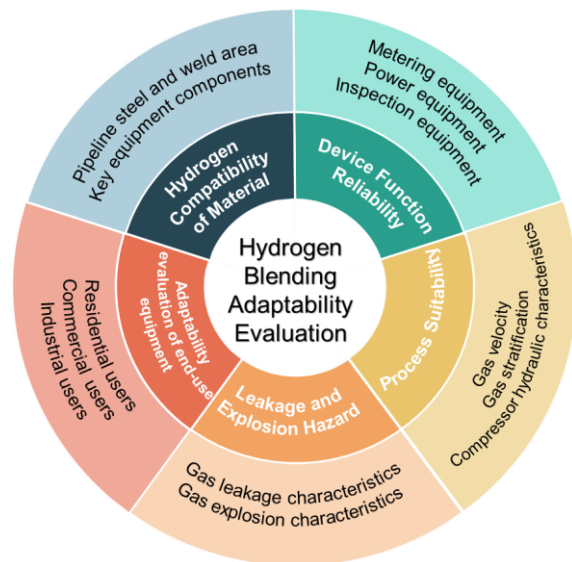 Hydrogen
Blending
Adaptability
Evaluation
Hydrogen
Compatibility
of Material
Pipeline steel and weld area
Key equipment components
Device Function
Reliability
Metering equipment
Power equipment
Inspection equipment
Process Suitability
Gas velocity
Gas stratification
Compressor hydraulic characteristics
Leakage and
Explosion Hazard
Gas leakage characteristics
Gas explosion characteristics
Adaptability
evaluation of end-use
equipment
Residential users
Commercial users
Industrial users